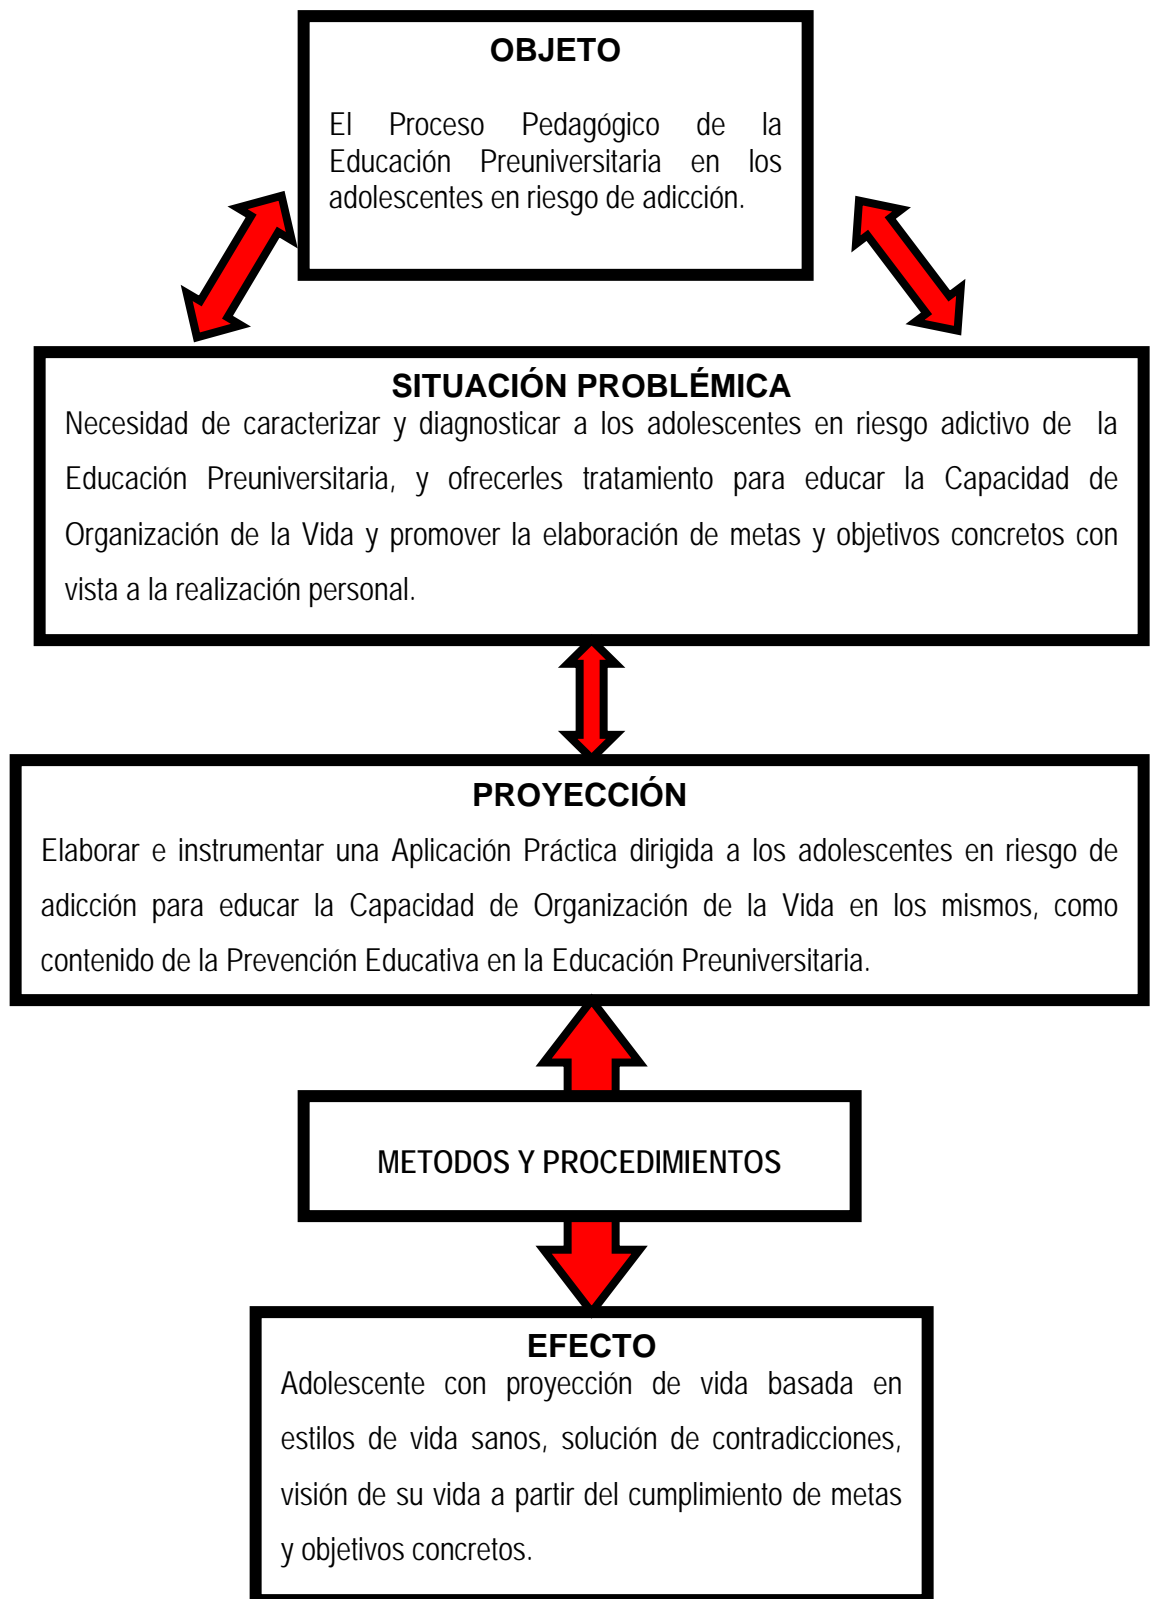 OBJETO
El Proceso Pedagógico de la
Educación Preuniversitaria en los
adolescentes en riesgo de adicción.
SITUACIÓN PROBLÉMICA
Necesidad de caracterizar y diagnosticar a los adolescentes en riesgo adictivo de la
Educación Preuniversitaria, y ofrecerles tratamiento para educar la Capacidad de
Organización de la Vida y promover la elaboración de metas y objetivos concretos con
vista a la realización personal.
PROYECCIÓN
Elaborar e instrumentar una Aplicación Práctica dirigida a los adolescentes en riesgo de
adicción para educar la Capacidad de Organización de la Vida en los mismos, como
contenido de la Prevención Educativa en la Educación Preuniversitaria.
METODOS Y PROCEDIMIENTOS
EFECTO
Adolescente con proyección de vida basada en
estilos de vida sanos, solución de contradicciones,
visión de su vida a partir del cumplimiento de metas
y objetivos concretos.